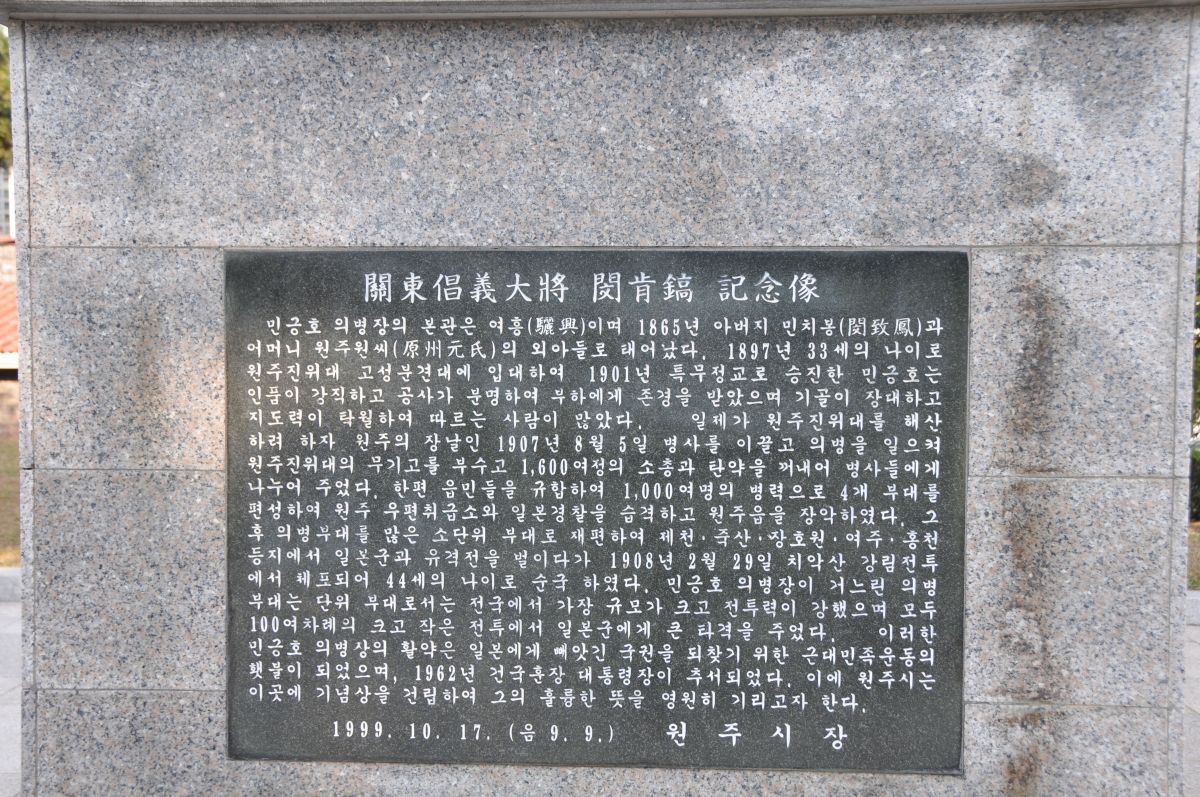 關東倡義大將 閔肯鎬 記念像
민긍호 의병장의 본관은 여흥(驪興)이며 1865년 아버지 민치봉(閔致鳳)과
어머니 원주원씨(原州元氏)의 외아들로 태어났다. 1897년 33세의 나이로
원주진위대 고성분견대에 입대하여 1901년 특무정교로 승진한 민긍호는
인품이 강직하고 공사가 분명하여 부하에게 존경을 받았으며 기골이 장대하고
지도력이 탁월하여 따르는 사람이 많았다. 일제가 원주진위대를 해산
하려 하자 원주의 장날인 1907년 8월 5일 병사를 이끌고 의병을 일으켜
원주진위대의 무기고를 부수고 1,600여정의 소총과 탄약을 꺼내어 병사들에게
나누어 주었다. 한편 읍민들을 규합하여 1,000여명의 병력으로 4개 부대를
편성하여 원주 우편취급소와 일본경찰을 습격하고 원주읍을 장악하였다. 그
후 의병부대를 많은 소단위 부대로 재편하여 제천·죽산·장호원·여주·홍천
등지에서 일본군과 유격전을 벌이다가 1908년 2월 29일 치악산 강림전투
에서 체포되어 44세의 나이로 순국 하였다. 민긍호 의병장이 거느린 의병
부대는 단위 부대로서는 전국에서 가장 규모가 크고 전투력이 강했으며 모두
100여차례의 크고 작은 전투에서 일본군에게 큰 타격을 주었다. 이러한
민긍호 의병장의 활약은 일본에게 빼앗긴 국권을 되찾기 위한 근대민족운동의
횃불이 되었으며, 1962년 건국훈장 대통령장이 추서되었다. 이에 원주시는
이곳에 기념상을 건립하여 그의 훌륭한 뜻을 영원히 기리고자 한다.
1999. 10. 17. (음 9. 9.) 원 주 시 장